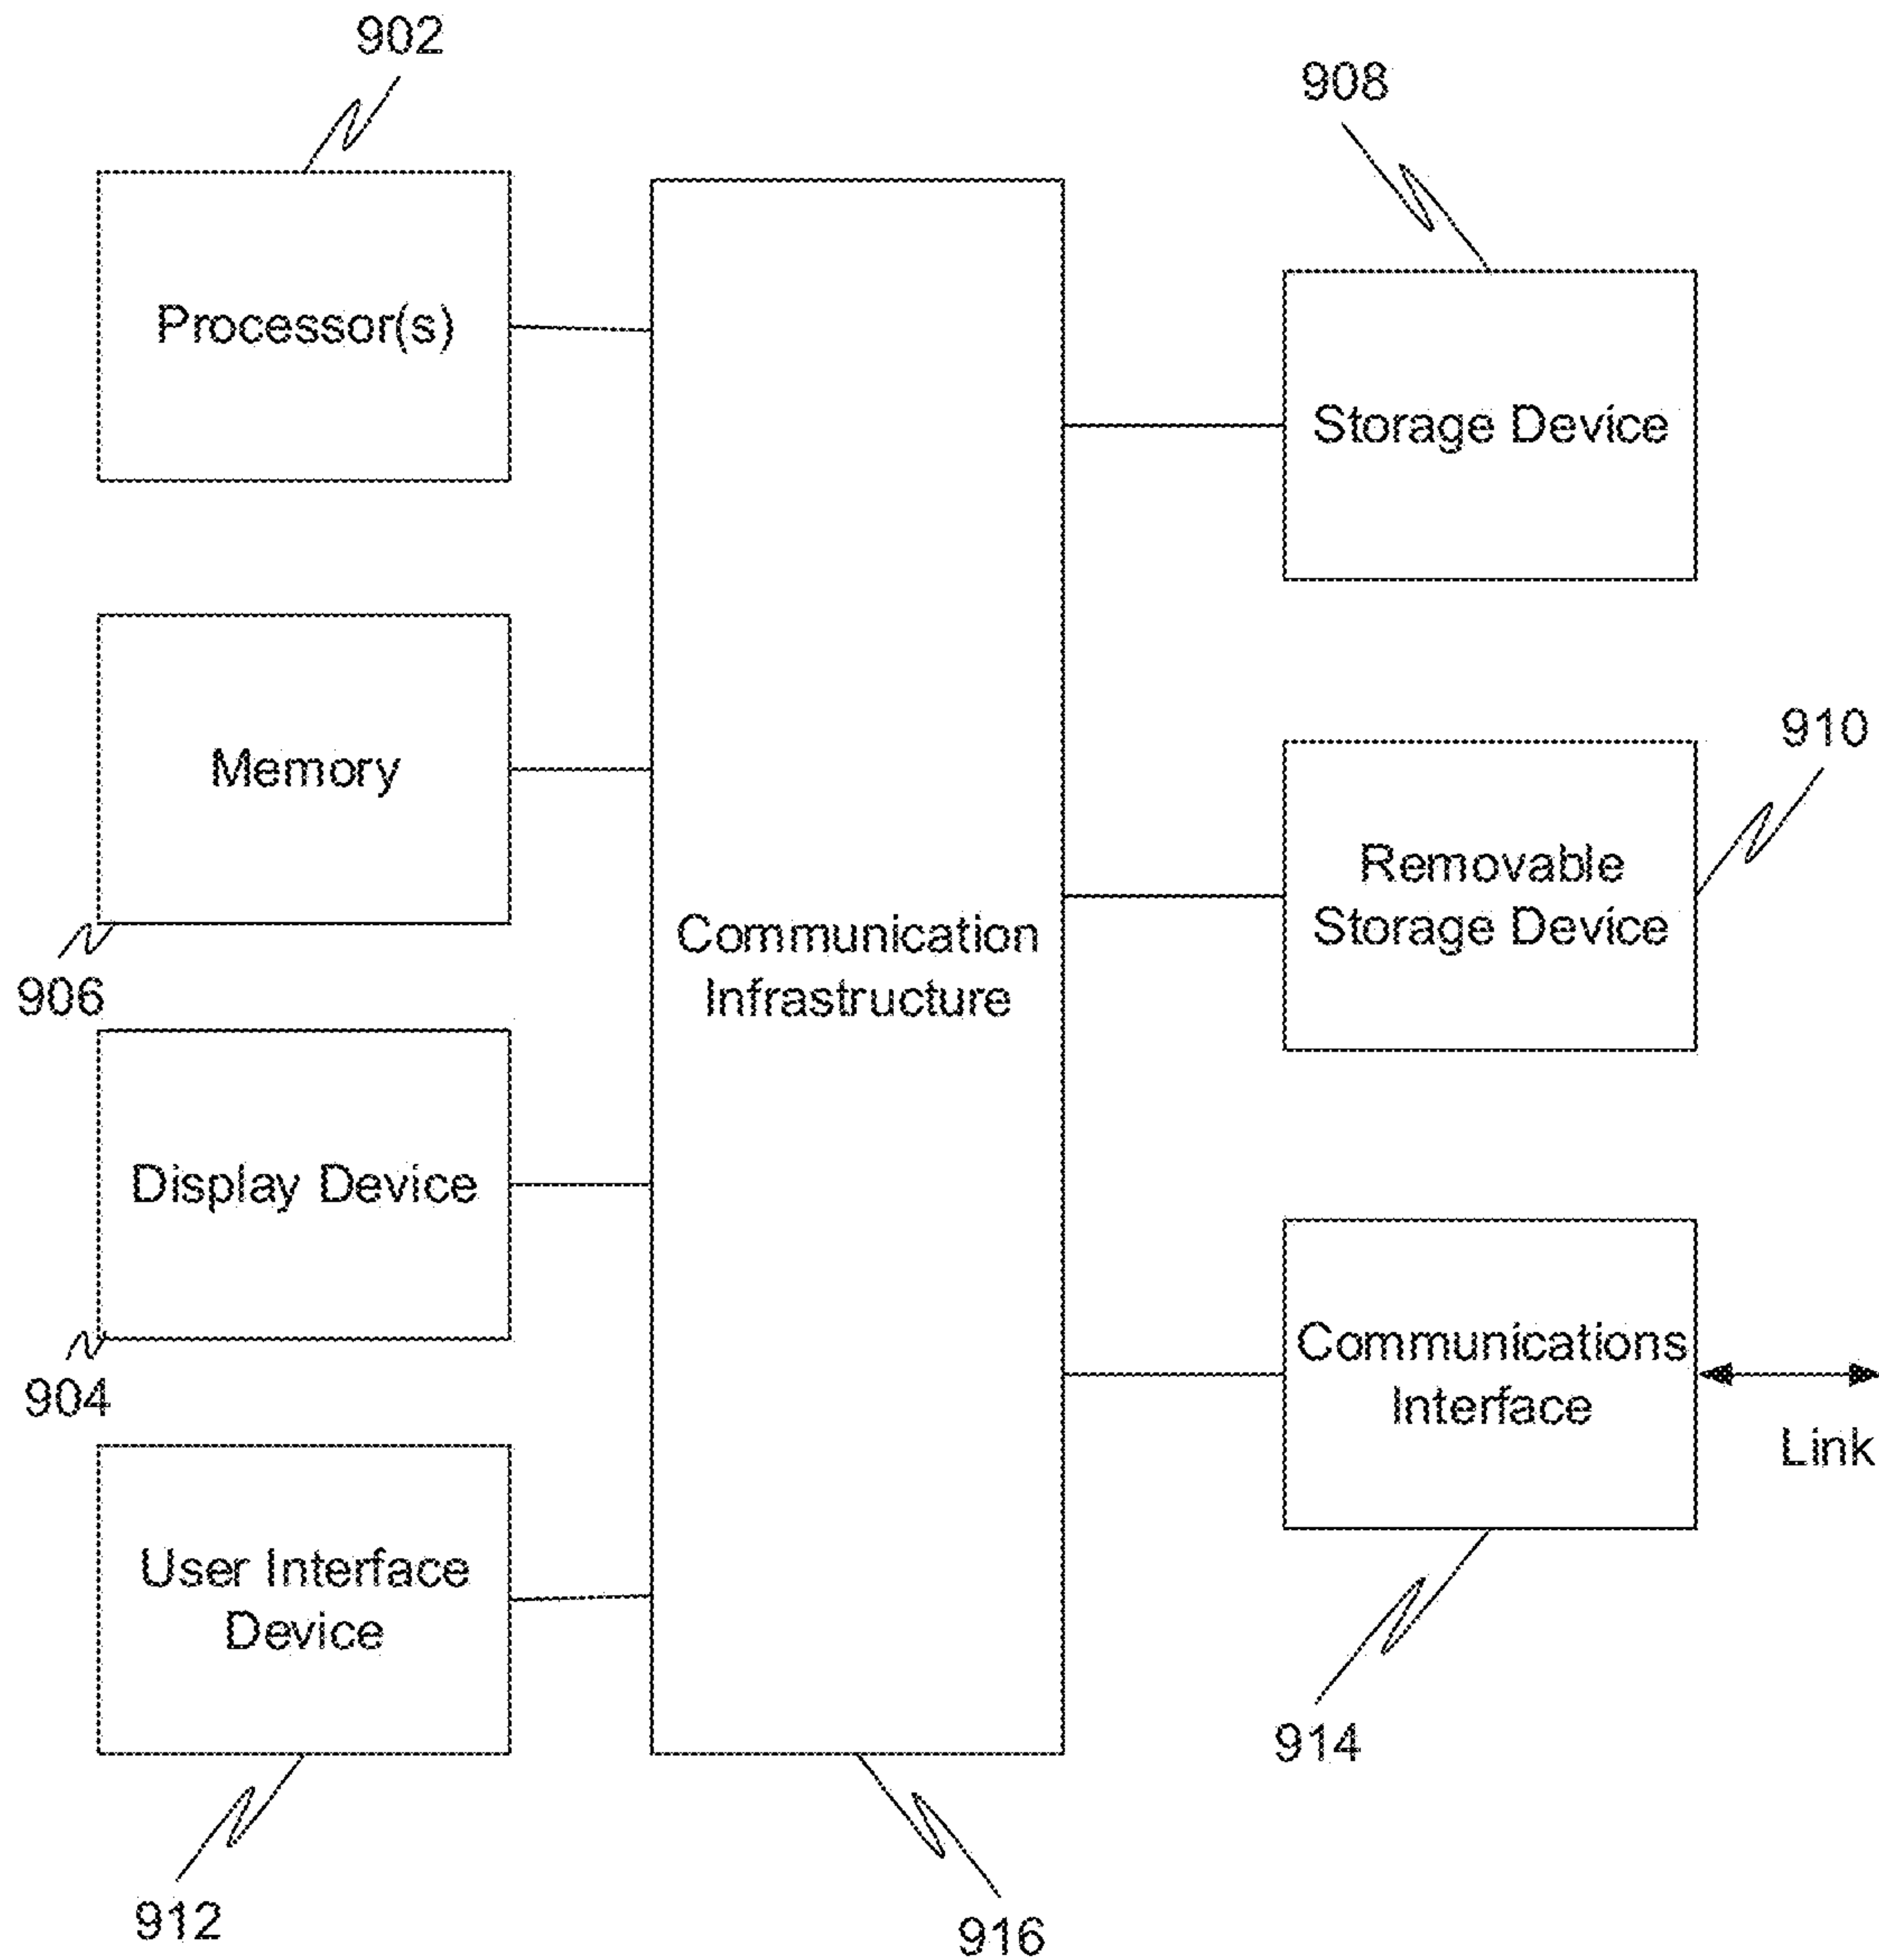 902
908
Processor(s)
Storage Device
Memory
910
Removable
Storage Device
906
Communication
Infrastructure
Display Device
904
Communications
Interface
Link
User Interface
Device
914
912
916